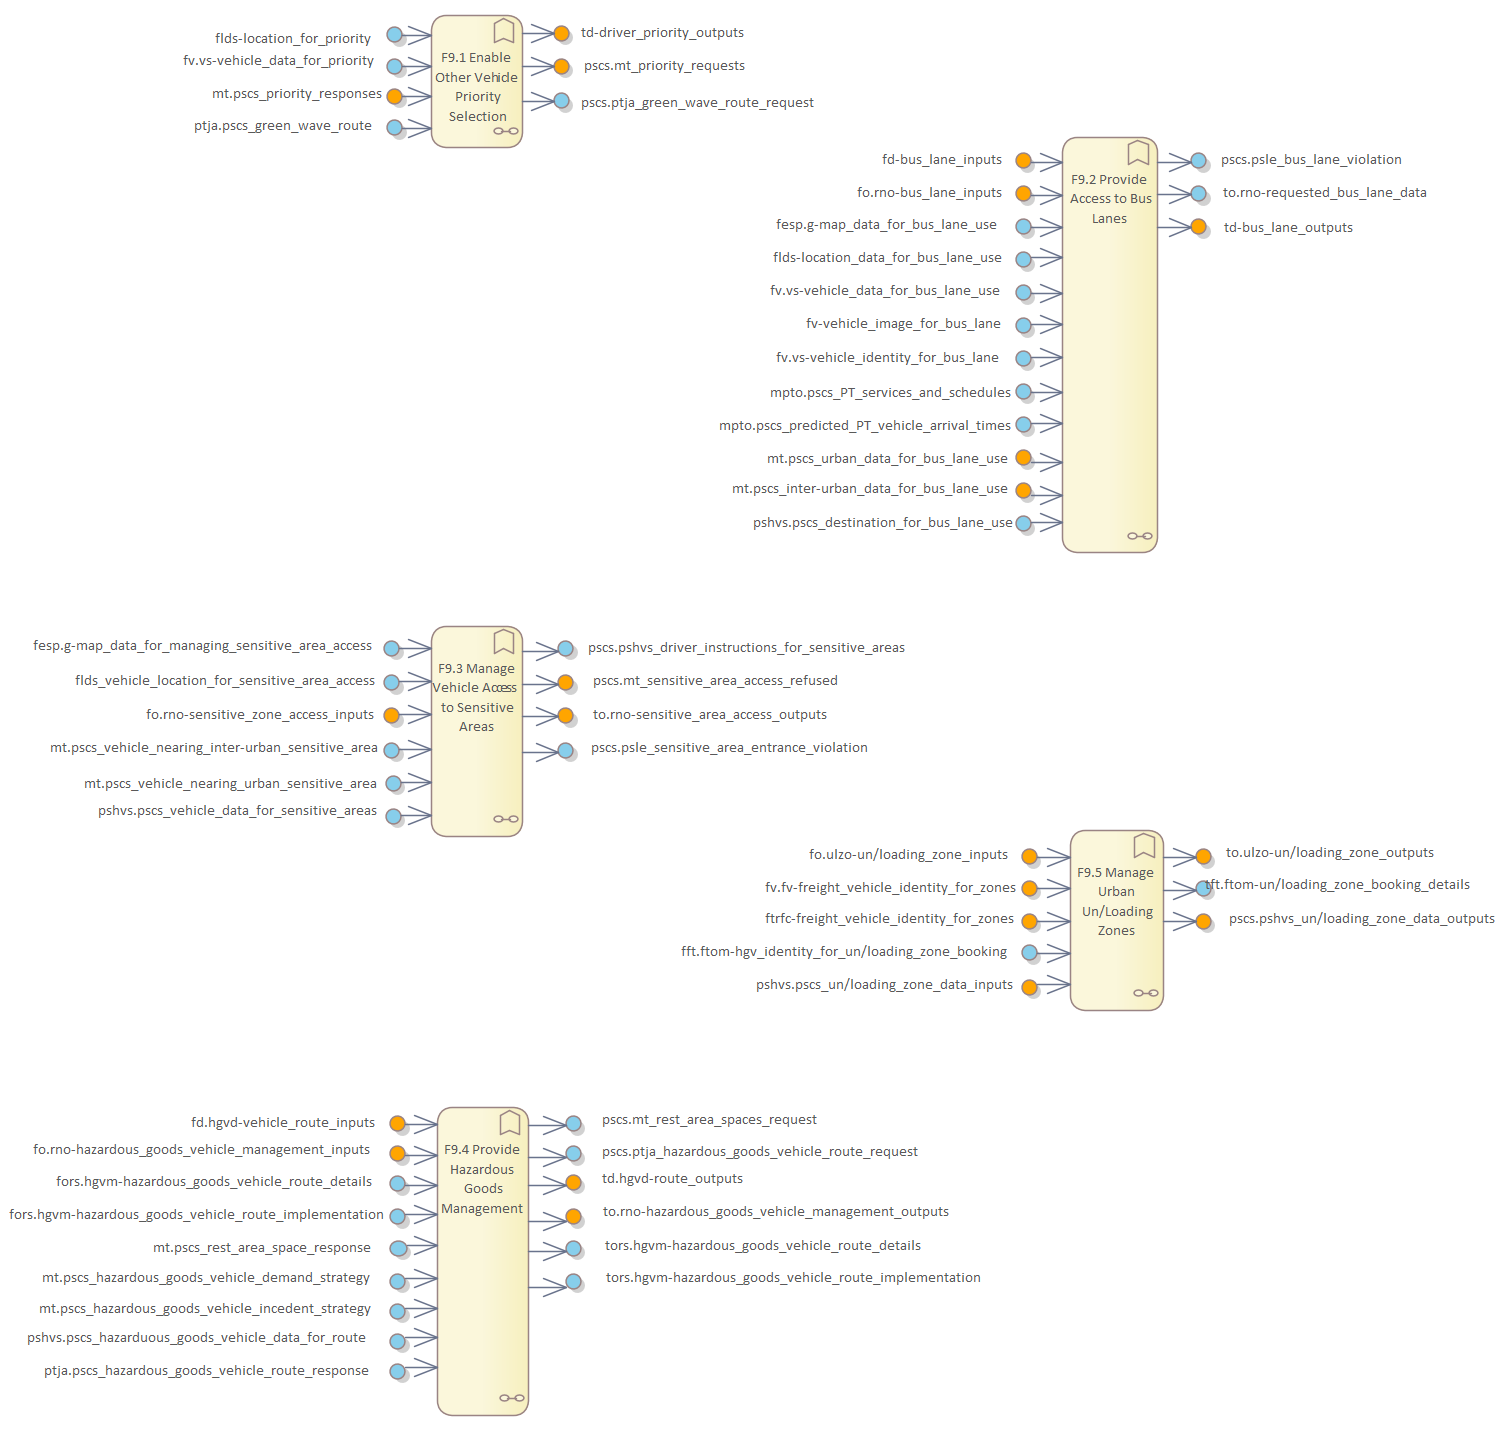 flds-location_for_priority
fv.vs-vehicle_data_for_priority
mt.pscs_priority_responses
ptja.pscs_green_wave_route
F9.1 Enable
Other Vehicle
Priority
Selection
td-driver_priority_outputs
pscs.mt_priority_requests
pscs.ptja_green_wave_route_request
fd-bus_lane_inputs
fo.rno-bus_lane_inputs
fesp.g-map_data_for_bus_lane_use
flds-location_data_for_bus_lane_use
fv.vs-vehicle_data_for_bus_lane_use
fv-vehicle_image_for_bus_lane
fv.vs-vehicle_identity_for_bus_lane
mpto.pscs_PT_services_and_schedules
mpto.pscs_predicted_PT_vehicle_arrival_times
mt.pscs_urban_data_for_bus_lane_use
mt.pscs_inter-urban_data_for_bus_lane_use
pshvs.pscs_destination_for_bus_lane_use
F9.2 Provide
Access to Bus
Lanes
pscs.psle_bus_lane_violation
to.rno-requested_bus_lane_data
td-bus_lane_outputs
fesp.g-map_data_for_managing_sensitive_area_access
flds_vehicle_location_for_sensitive_area_access
fo.rno-sensitive_zone_access_inputs
mt.pscs_vehicle_nearing_inter-urban_sensitive_area
mt.pscs_vehicle_nearing_urban_sensitive_area
pshvs.pscs_vehicle_data_for_sensitive_areas
F9.3 Manage
Vehicle Access
to Sensitive
Areas
pscs.pshvs_driver_instructions_for_sensitive_areas
pscs.mt_sensitive_area_access_refused
to.rno-sensitive_area_access_outputs
pscs.psle_sensitive_area_entrance_violation
fo.ulzo-un/loading_zone_inputs
fv.fv-freight_vehicle_identity_for_zones
ftrfc-freight_vehicle_identity_for_zones
fft.ftom-hgv_identity_for_un/loading_zone_booking
pshvs.pscs_un/loading_zone_data_inputs
F9.5 Manage
Urban
Un/Loading
Zones
to.ulzo-un/loading_zone_outputs
tft.ftom-un/loading_zone_booking_details
pscs.pshvs_un/loading_zone_data_outputs
fd.hgvd-vehicle_route_inputs
fo.rno-hazardous_goods_vehicle_management_inputs
fors.hgvm-hazardous_goods_vehicle_route_details
fors.hgvm-hazardous_goods_vehicle_route_implementation
mt.pscs_rest_area_space_response
mt.pscs_hazardous_goods_vehicle_demand_strategy
mt.pscs_hazardous_goods_vehicle_incedent_strategy
pshvs.pscs_hazarduous_goods_vehicle_data_for_route
ptja.pscs_hazardous_goods_vehicle_route_response
F9.4 Provide
Hazardous
Goods
Management
pscs.mt_rest_area_spaces_request
pscs.ptja_hazardous_goods_vehicle_route_request
td.hgvd-route_outputs
to.rno-hazardous_goods_vehicle_management_outputs
tors.hgvm-hazardous_goods_vehicle_route_details
tors.hgvm-hazardous_goods_vehicle_route_implementation